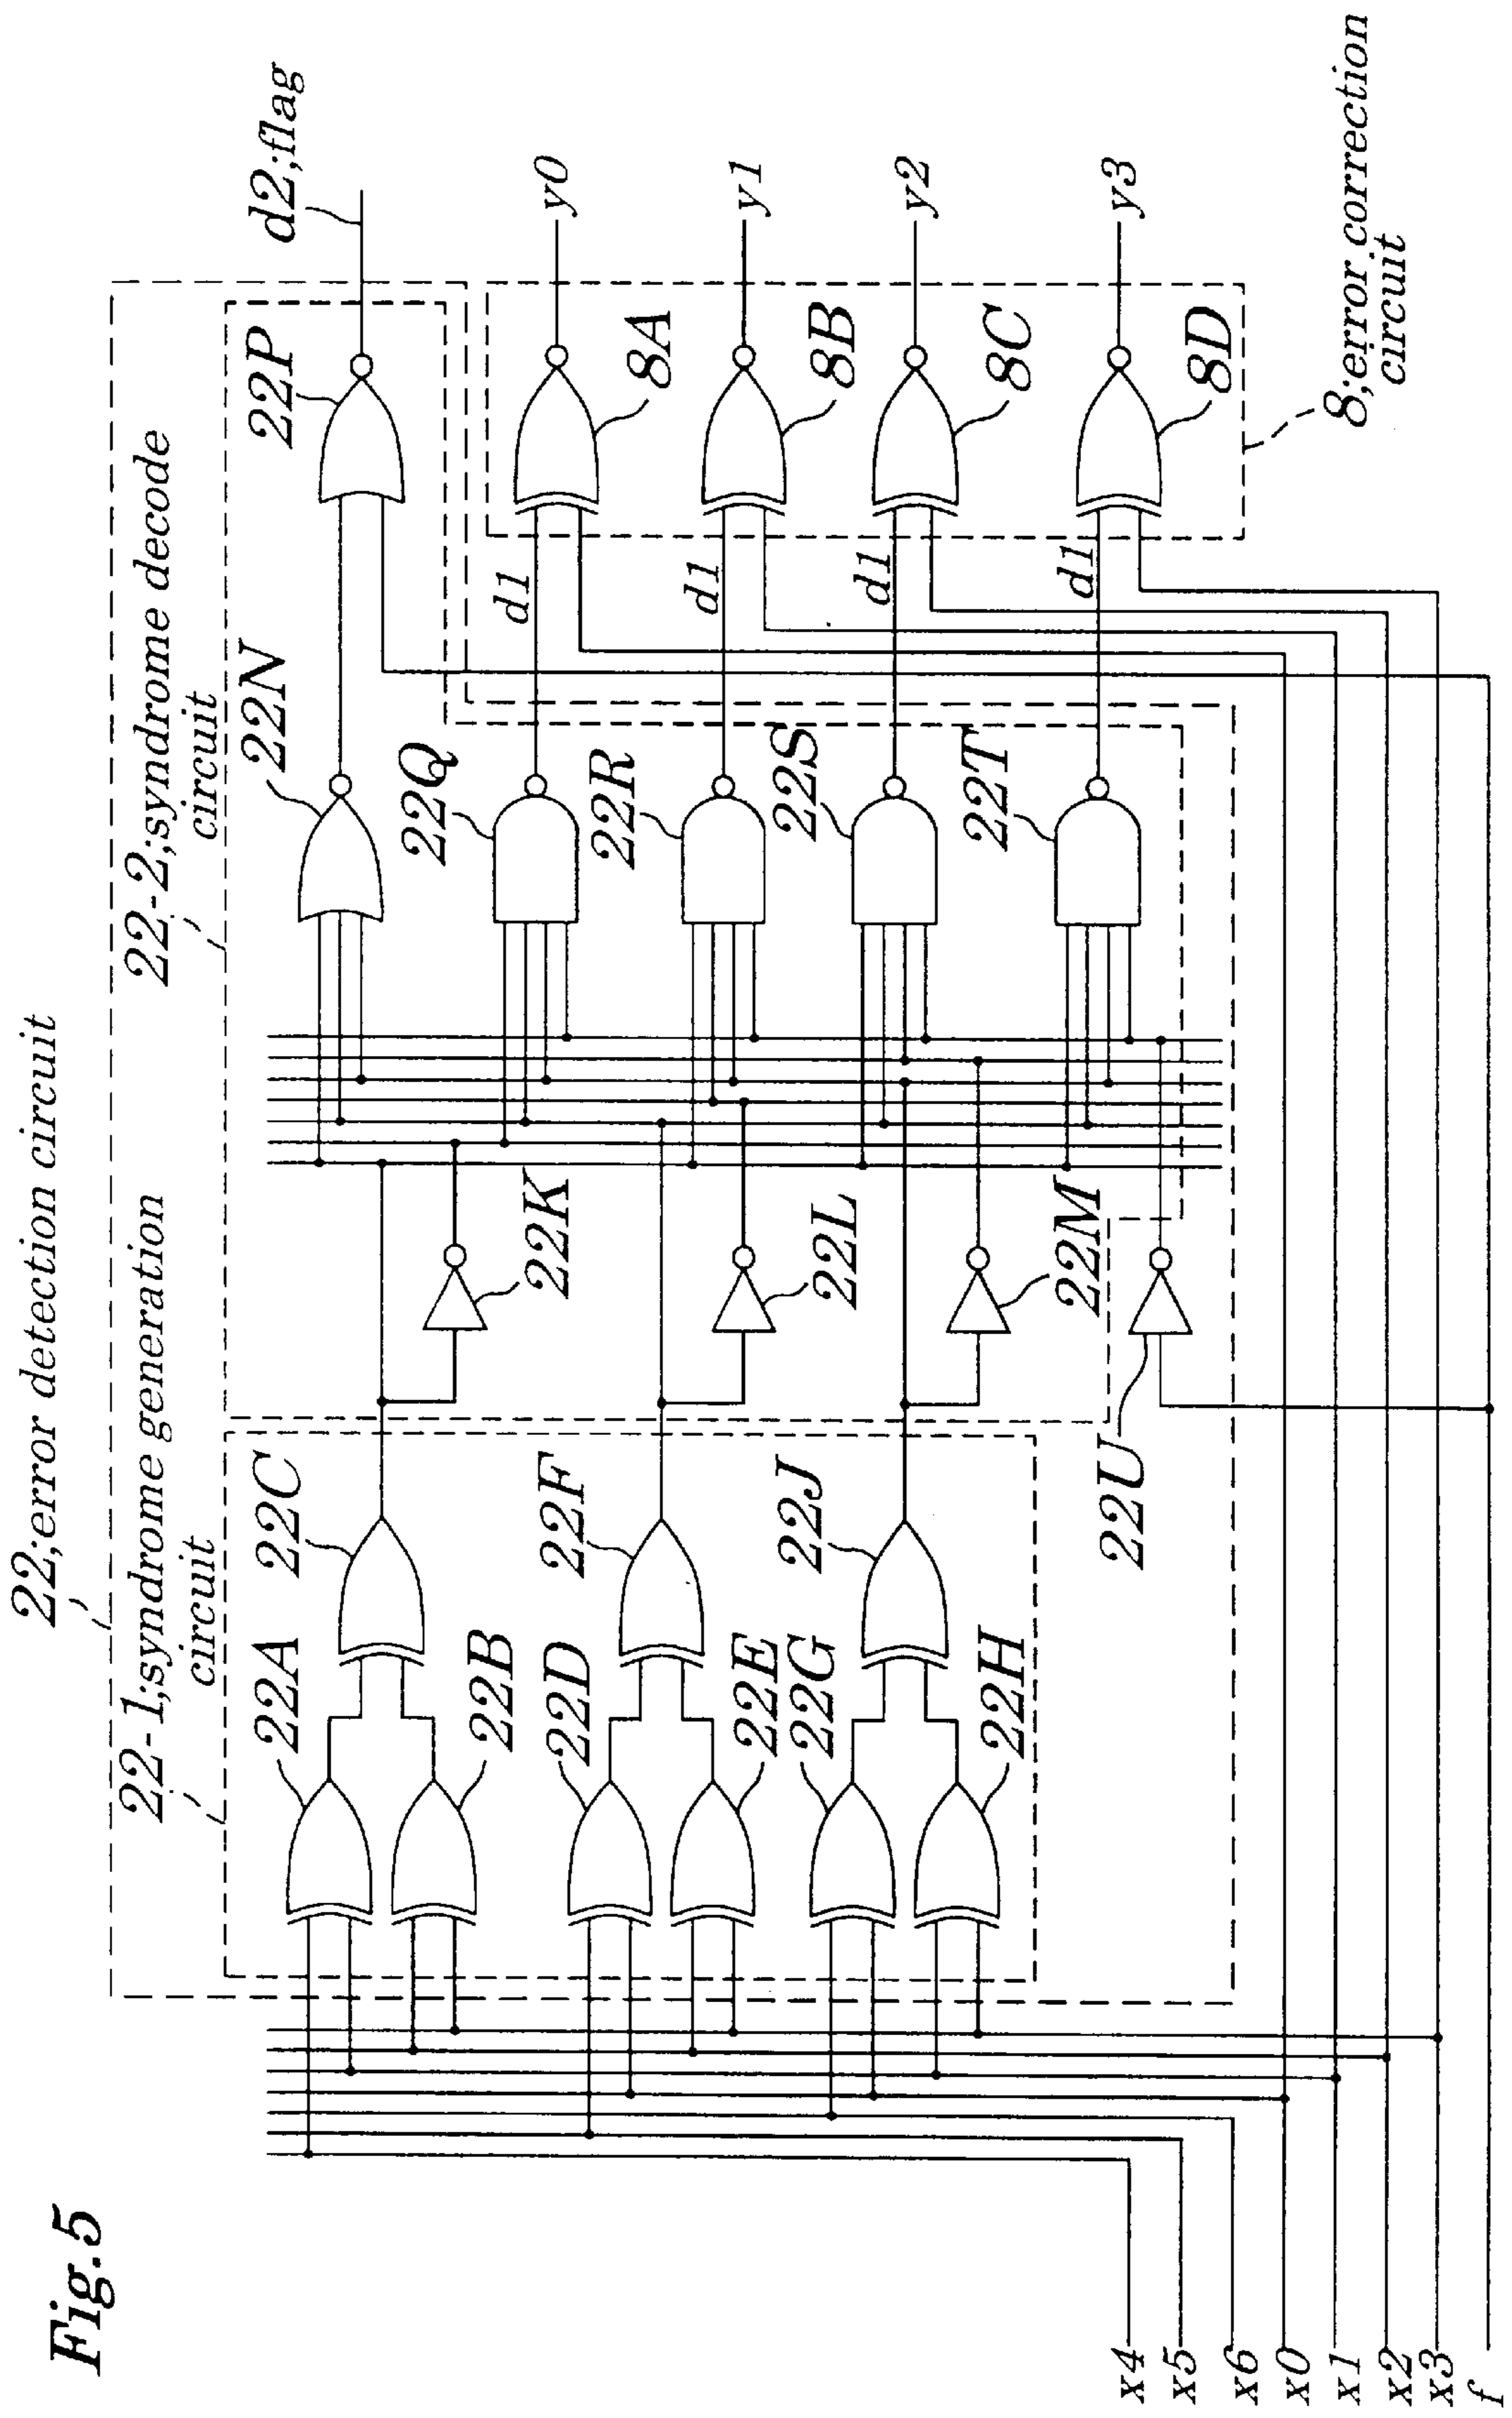 Fig.5
22;error detection circuit
22-1;syndrome generation
circuit
22-2;syndrome decode
circuit
22A
22B
22C
22D
22E
22F
22G
22H
22J
22K
22L
22M
22U
22N
22P
22Q
22R
22S
22T
d2;flag
d1
d1
d1
d1
8A
8B
8C
8D
y0
y1
y2
y3
8;error correction
circuit
x4
x5
x6
x0
x1
x2
x3
f